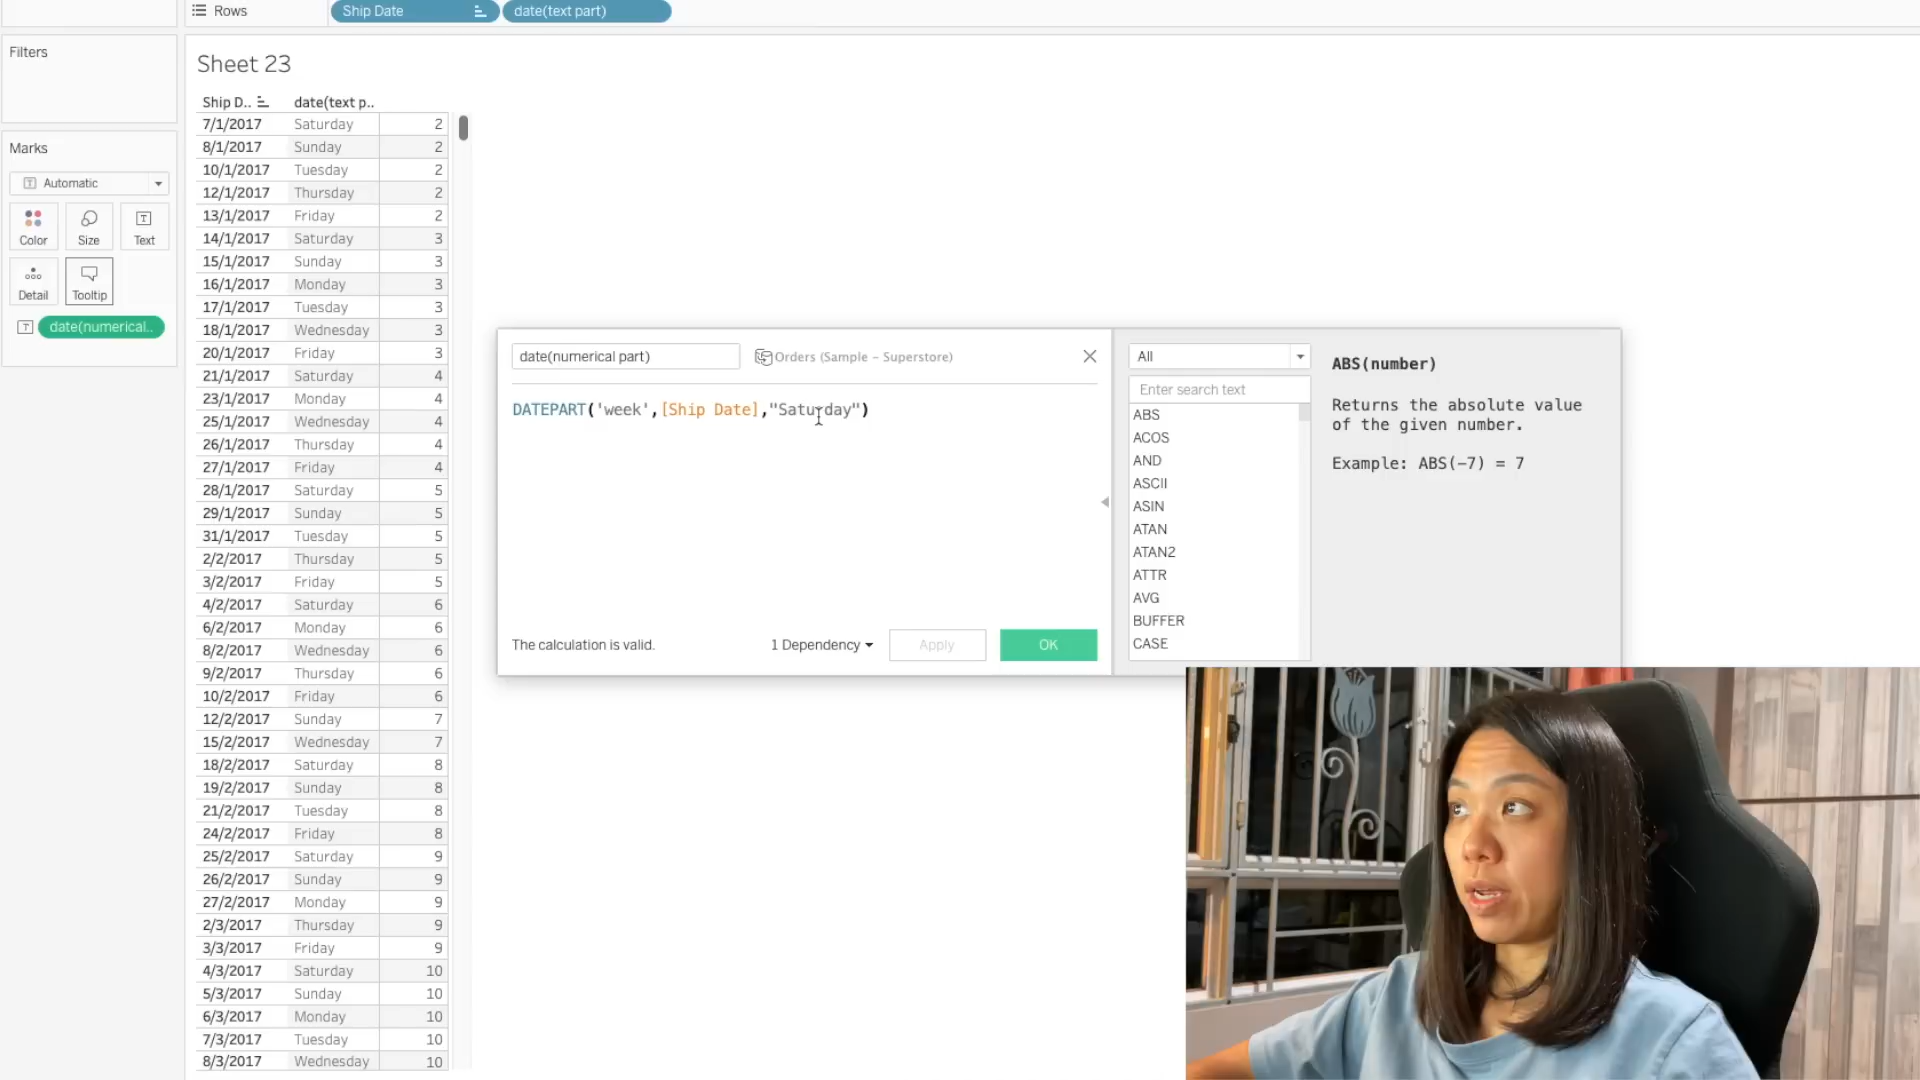 Rows
Ship Date
date(text part)
Filters
Marks
Automatic
Color
Size
Text
Detail
Tooltip
date(numerical..
Sheet 23
Ship D.. date(text p..
7/1/2017 Saturday 2
8/1/2017 Sunday 2
10/1/2017 Tuesday 2
12/1/2017 Thursday 2
13/1/2017 Friday 2
14/1/2017 Saturday 3
15/1/2017 Sunday 3
16/1/2017 Monday 3
17/1/2017 Tuesday 3
18/1/2017 Wednesday 3
20/1/2017 Friday 3
21/1/2017 Saturday 4
23/1/2017 Monday 4
25/1/2017 Wednesday 4
26/1/2017 Thursday 4
27/1/2017 Friday 4
28/1/2017 Saturday 5
29/1/2017 Sunday 5
31/1/2017 Tuesday 5
2/2/2017 Thursday 5
3/2/2017 Friday 5
4/2/2017 Saturday 6
6/2/2017 Monday 6
8/2/2017 Wednesday 6
9/2/2017 Thursday 6
10/2/2017 Friday 6
12/2/2017 Sunday 7
15/2/2017 Wednesday 7
18/2/2017 Saturday 8
19/2/2017 Sunday 8
21/2/2017 Tuesday 8
24/2/2017 Friday 8
25/2/2017 Saturday 9
26/2/2017 Sunday 9
27/2/2017 Monday 9
2/3/2017 Thursday 9
3/3/2017 Friday 9
4/3/2017 Saturday 10
5/3/2017 Sunday 10
6/3/2017 Monday 10
7/3/2017 Tuesday 10
8/3/2017 Wednesday 10
date(numerical part)
Orders (Sample – Superstore)
DATEPART('week',[Ship Date],"Saturday")
The calculation is valid.
1 Dependency
Apply
OK
All
Enter search text
ABS
ACOS
AND
ASCII
ASIN
ATAN
ATAN2
ATTR
AVG
BUFFER
CASE
ABS(number)
Returns the absolute value
of the given number.
Example: ABS(-7) = 7